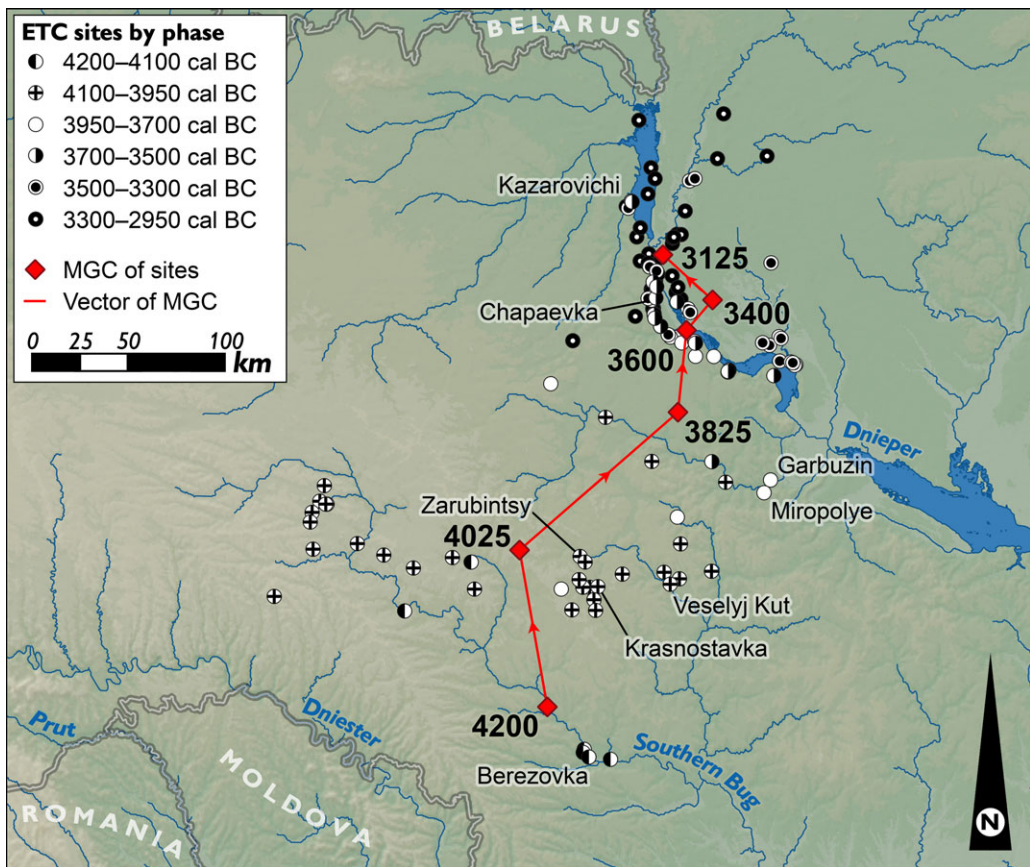 ETC sites by phase
4200–4100 cal BC
4100–3950 cal BC
3950–3700 cal BC
3700–3500 cal BC
3500–3300 cal BC
3300–2950 cal BC
MGC of sites
Vector of MGC
0 50 100
km
BELARUS
Kazarovichi
3125
Chapaevka
3400
3600
3825
Dnieper
Garbuzin
Zarubintsy
Miropolye
4025
Veselyj Kut
Krasnostavka
4200
Prut
Dniester
Southern Bug
Berezovka
MOLDOVA
ROMANIA
N